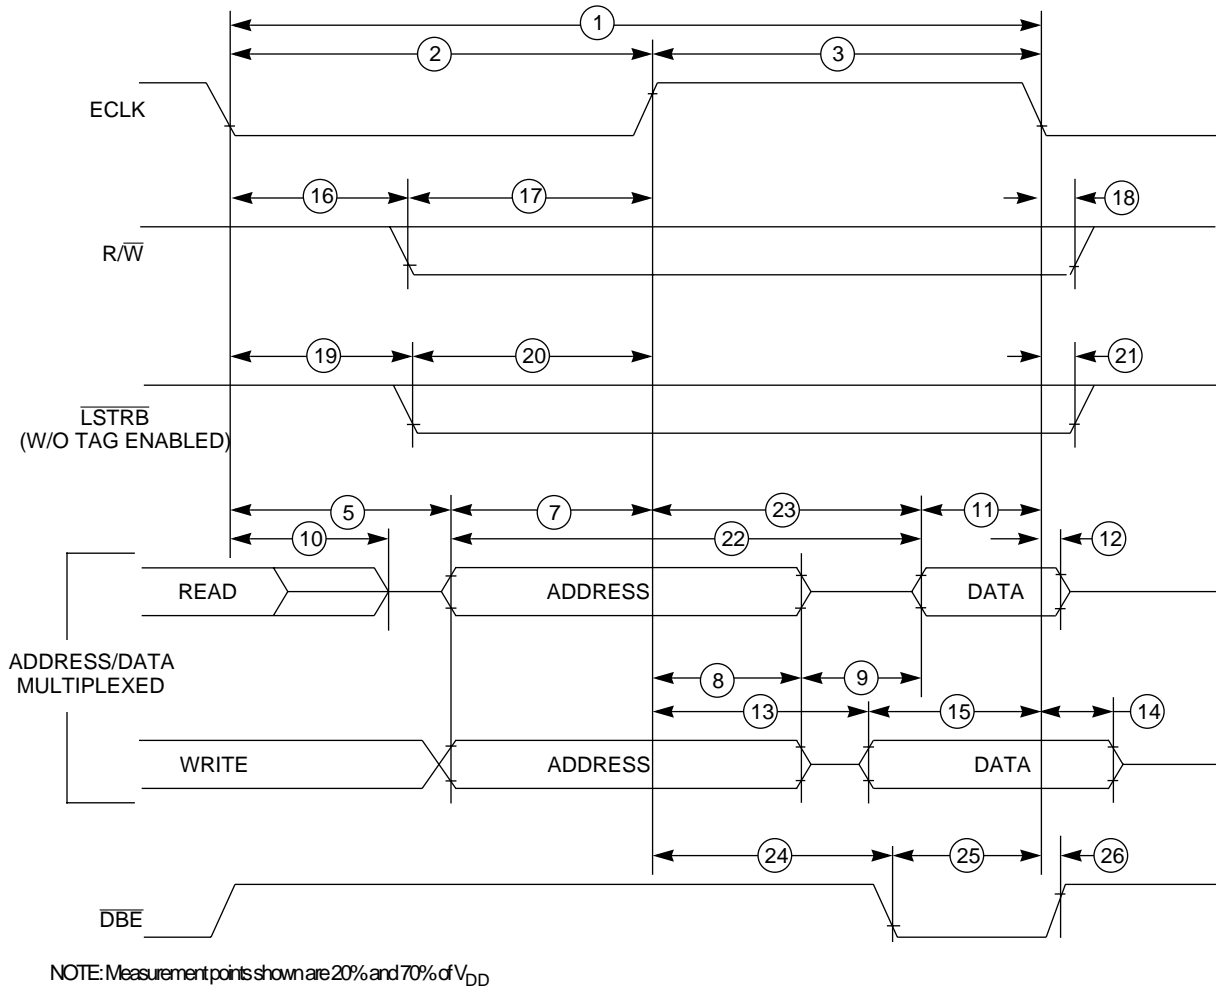 1
2
3
ECLK
16
17
18
R/W̅
19
20
21
L̅S̅T̅R̅B̅
(W/O TAG ENABLED)
5
7
23
11
10
22
12
READ
ADDRESS
DATA
ADDRESS/DATA
MULTIPLEXED
8
9
13
15
14
WRITE
ADDRESS
DATA
24
25
26
D̅B̅E̅
NOTE: Measurement points shown are 20% and 70% of VDD